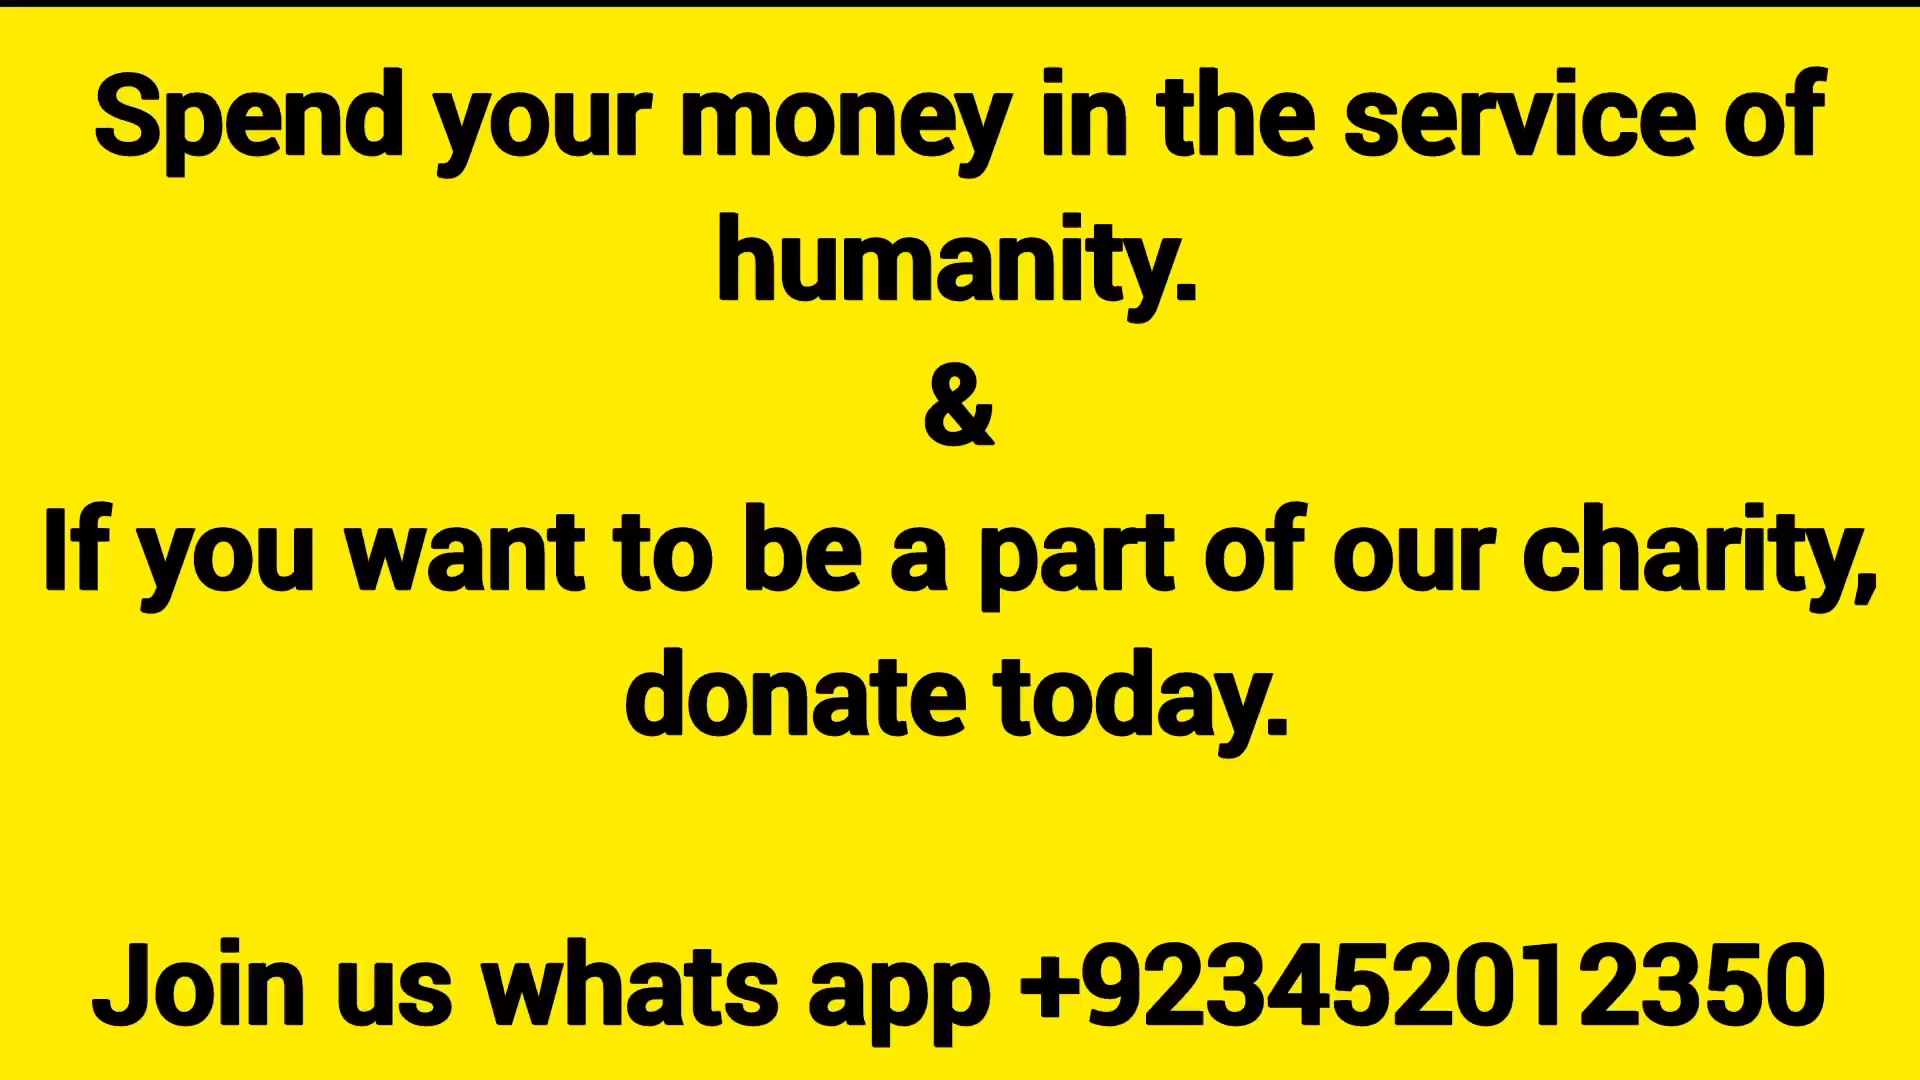 Spend your money in the service of
humanity.
&
If you want to be a part of our charity,
donate today.
Join us whats app +923452012350